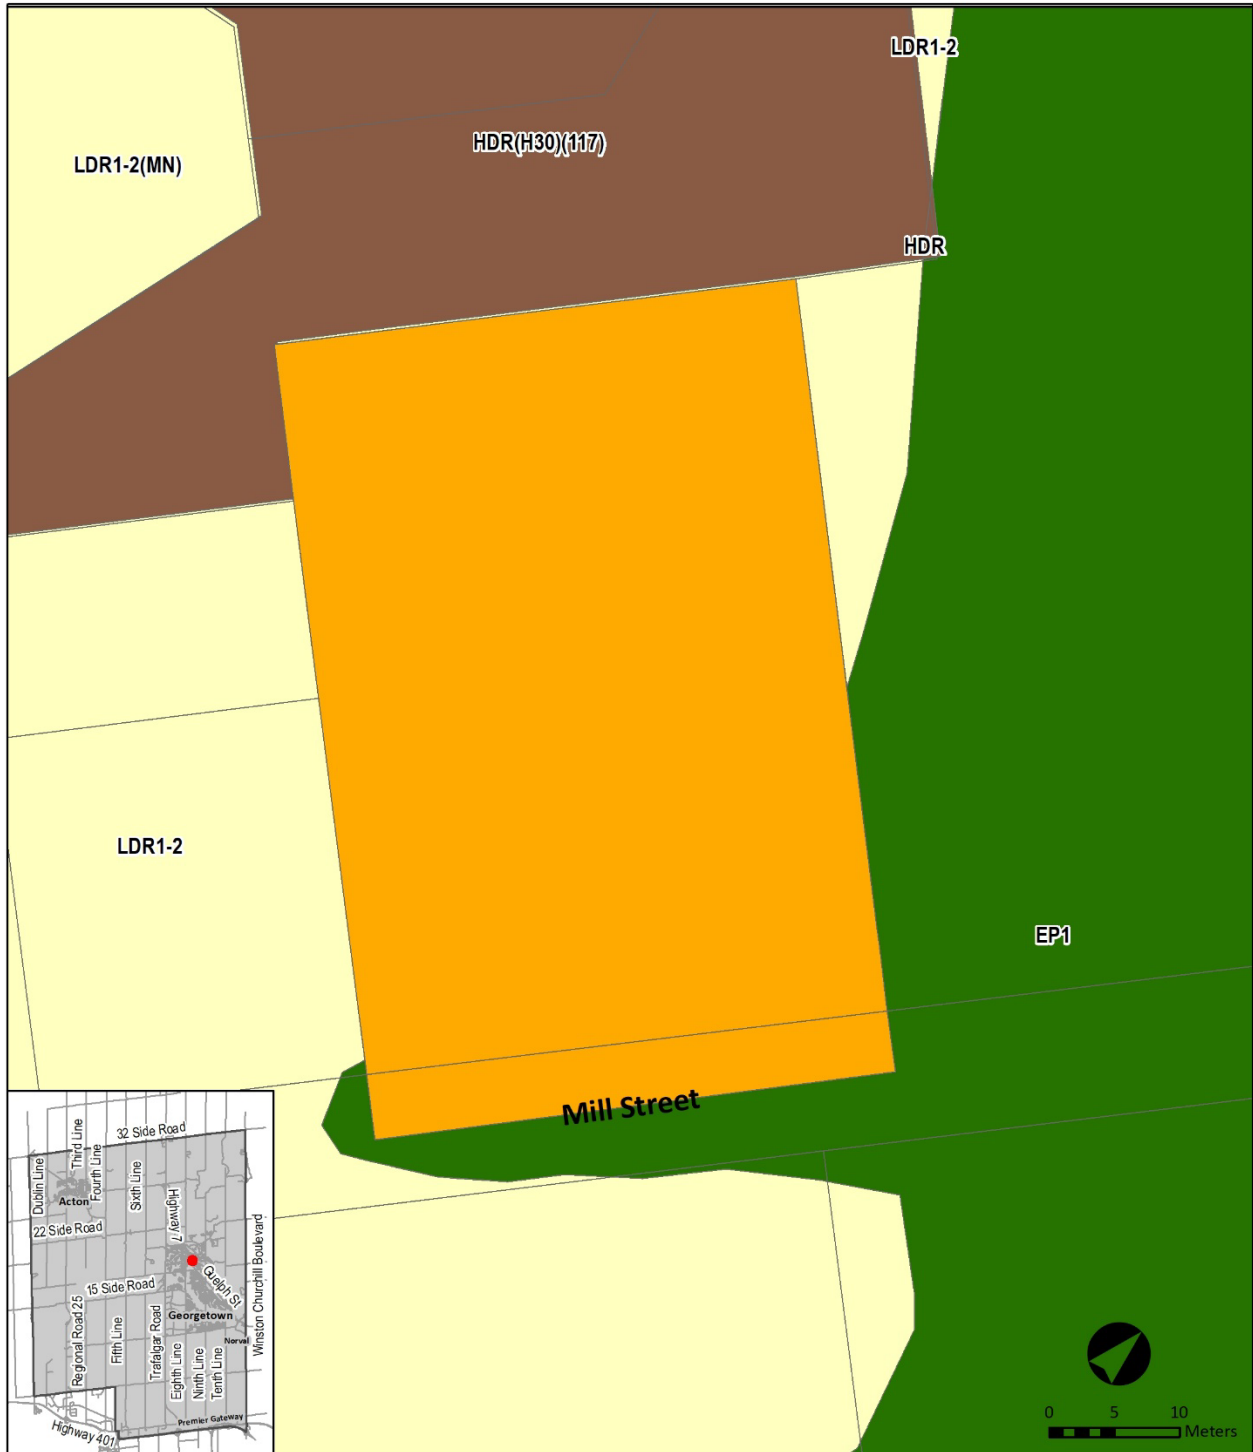 LDR1-2
HDR(H30)(117)
LDR1-2(MN)
HDR
LDR1-2
EP1
Mill Street
32 Side Road
Third Line
Dublin Line
Fourth Line
Sixth Line
Acton
Highway 7
22 Side Road
Winston Churchill Boulevard
Guelph St
15 Side Road
Regional Road 25
Fifth Line
Trafalgar Road
Georgetown
Norval
Eighth Line
Ninth Line
Tenth Line
Premier Gateway
Highway 401
0 5 10
Meters